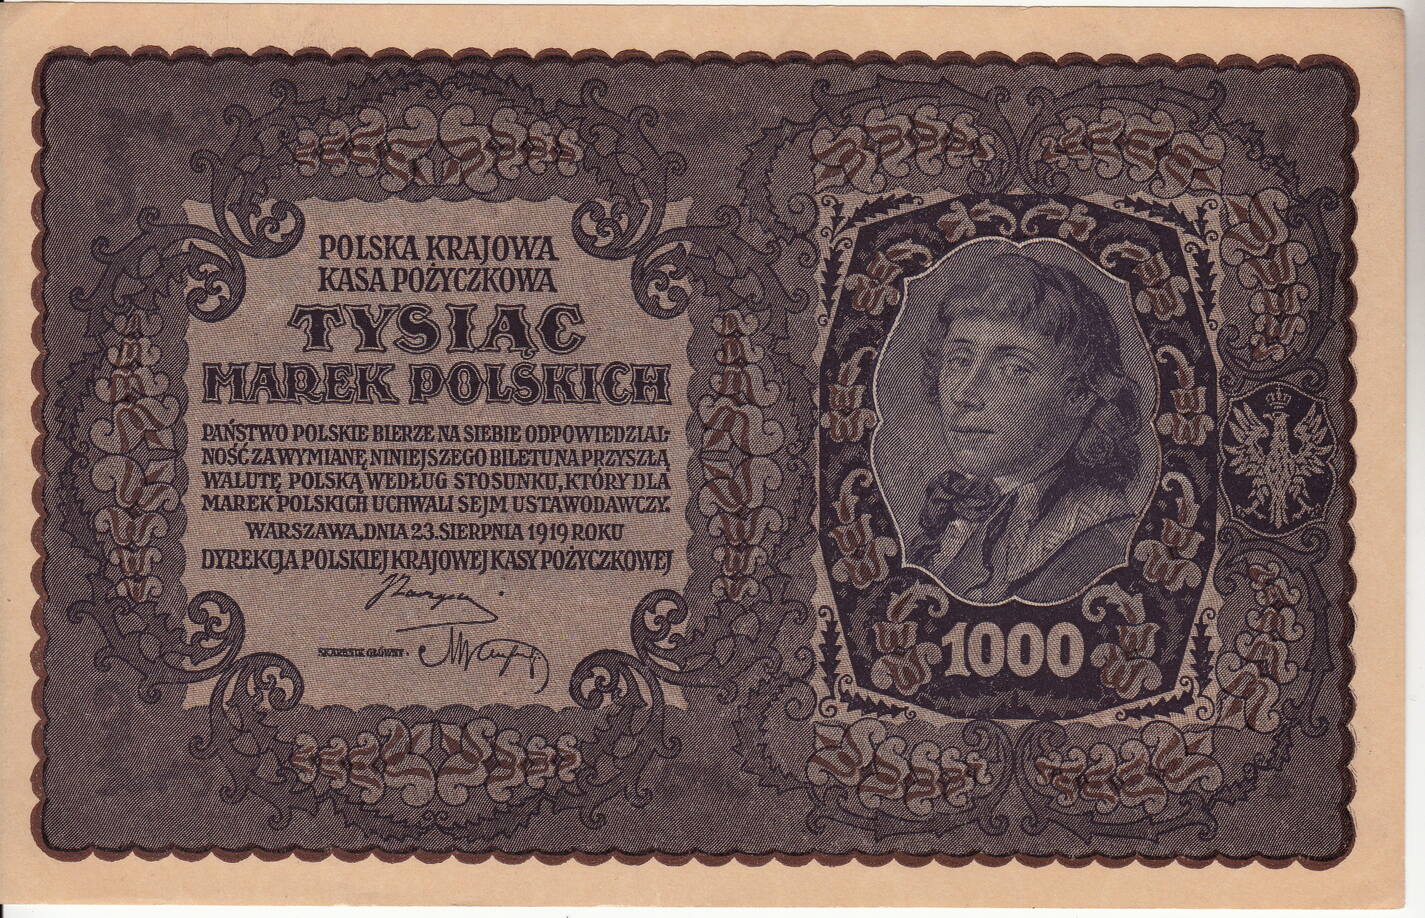 POLSKA KRAJOWA
KASA POŻYCZKOWA
TYSIĄC
MAREK POLSKICH
PAŃSTWO POLSKIE BIERZE NA SIEBIE ODPOWIEDZIAL-
NOŚĆ ZA WYMIANĘ NINIEJSZEGO BILETU NA PRZYSZŁĄ
WALUTĘ POLSKĄ WEDŁUG STOSUNKU, KTÓRY DLA
MAREK POLSKICH UCHWALI SEJM USTAWODAWCZY.
WARSZAWA, DNIA 23. SIERPNIA 1919 ROKU
DYREKCJA POLSKIEJ KRAJOWEJ KASY POŻYCZKOWEJ
SKARBNIK GŁÓWNY.
1000